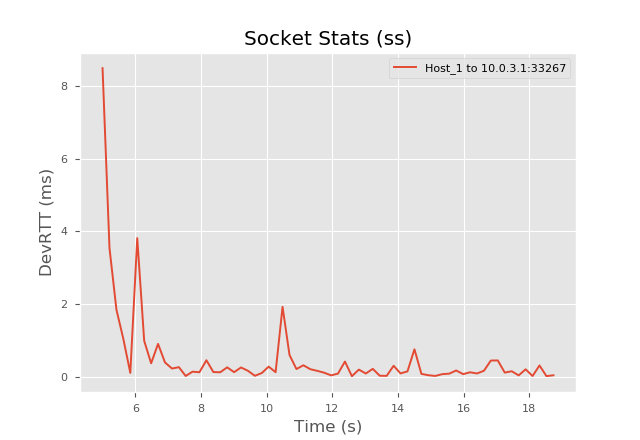 Socket Stats (ss)
Host_1 to 10.0.3.1:33267
DevRTT (ms)
8
6
4
2
0
6 8 10 12 14 16 18
Time (s)